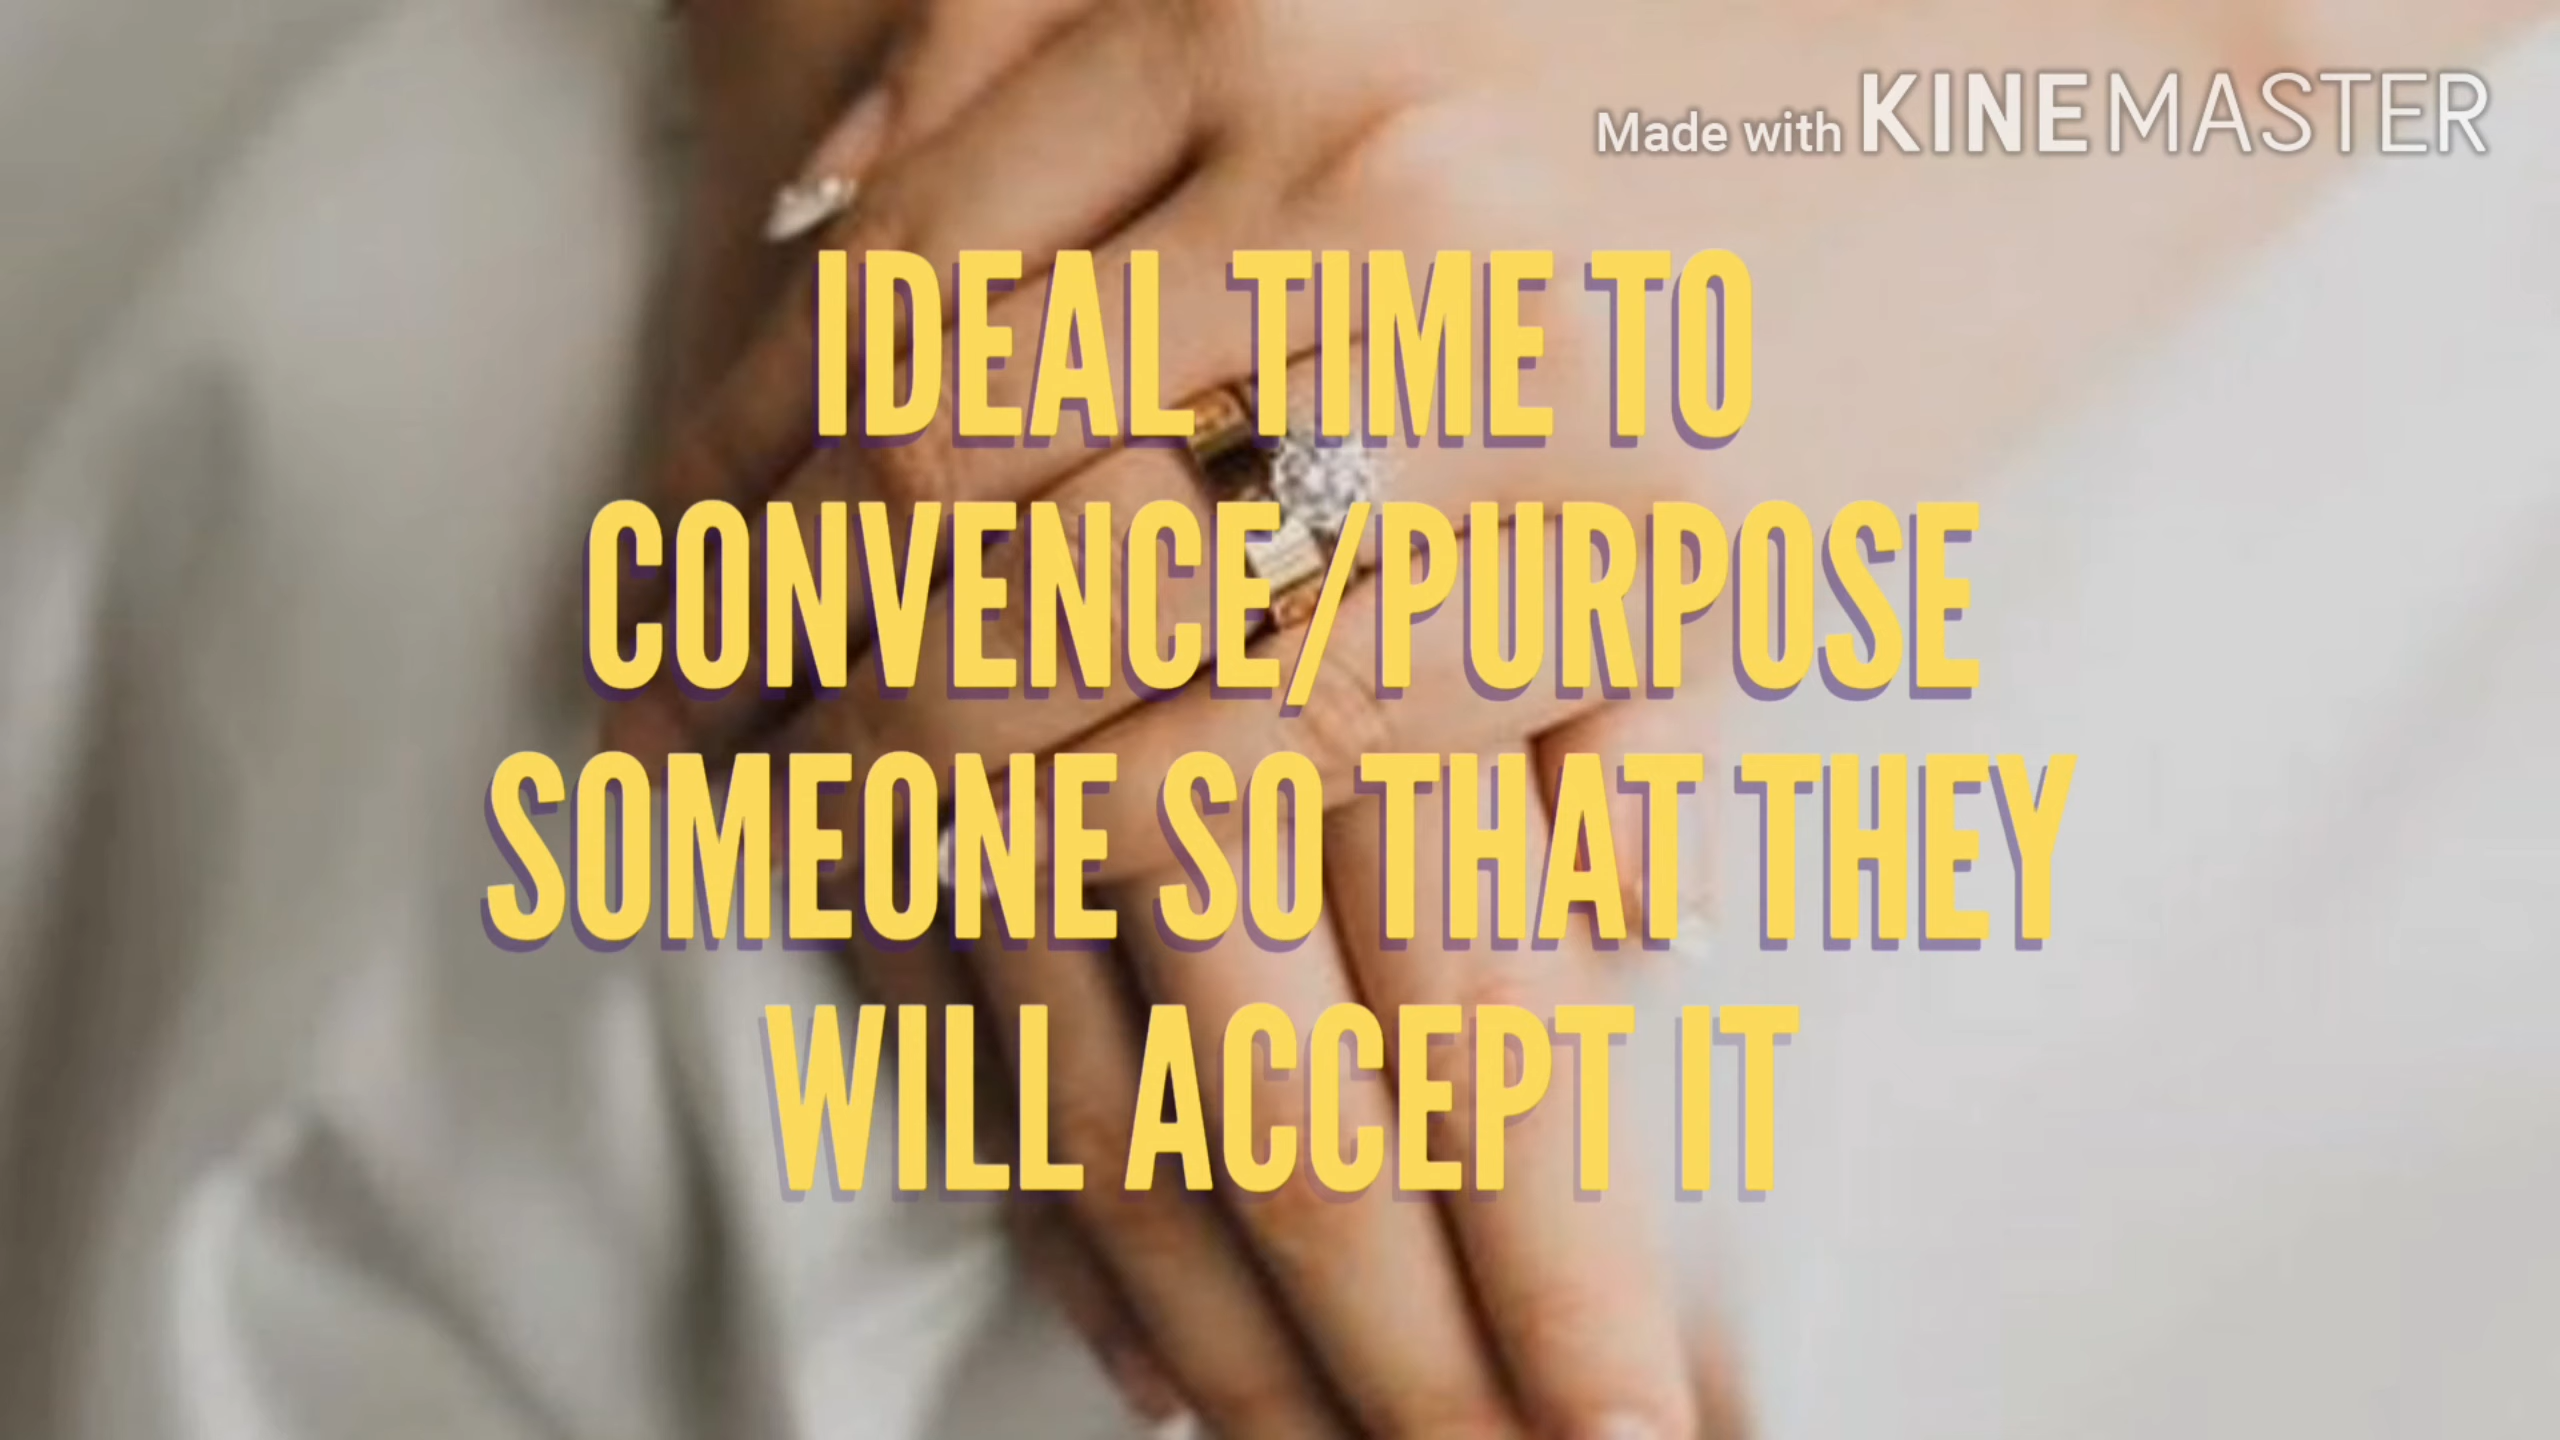 Made with KINEMASTER
IDEAL TIME TO
CONVENCE/PURPOSE
SOMEONE SO THAT THEY
WILL ACCEPT IT